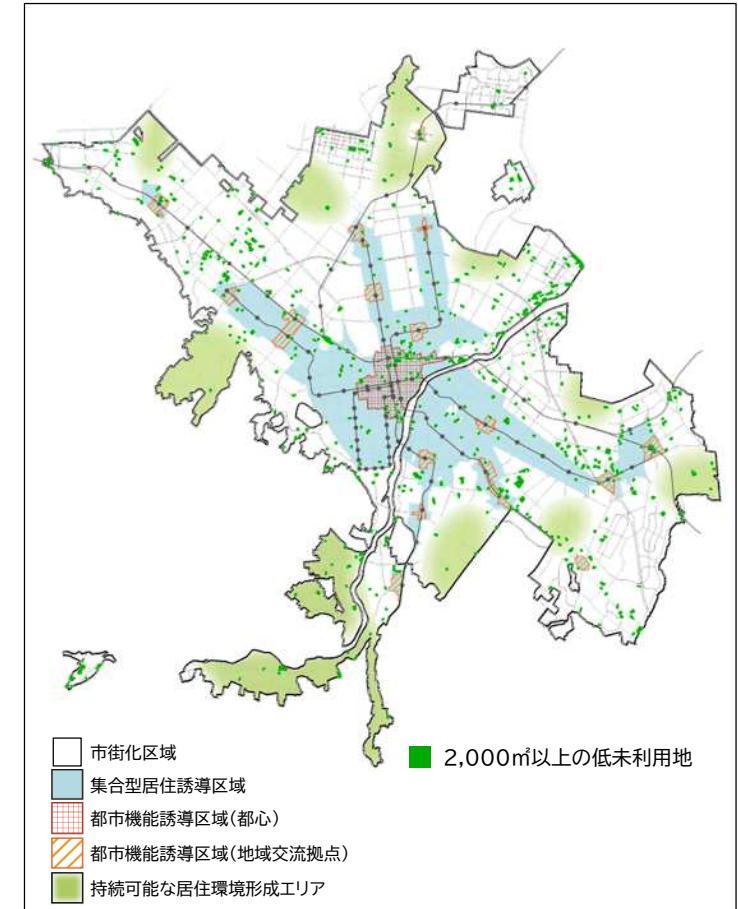 市街化区域
集合型居住誘導区域
都市機能誘導区域(都心)
都市機能誘導区域(地域交流拠点)
持続可能な居住環境形成エリア
2,000㎡以上の低未利用地